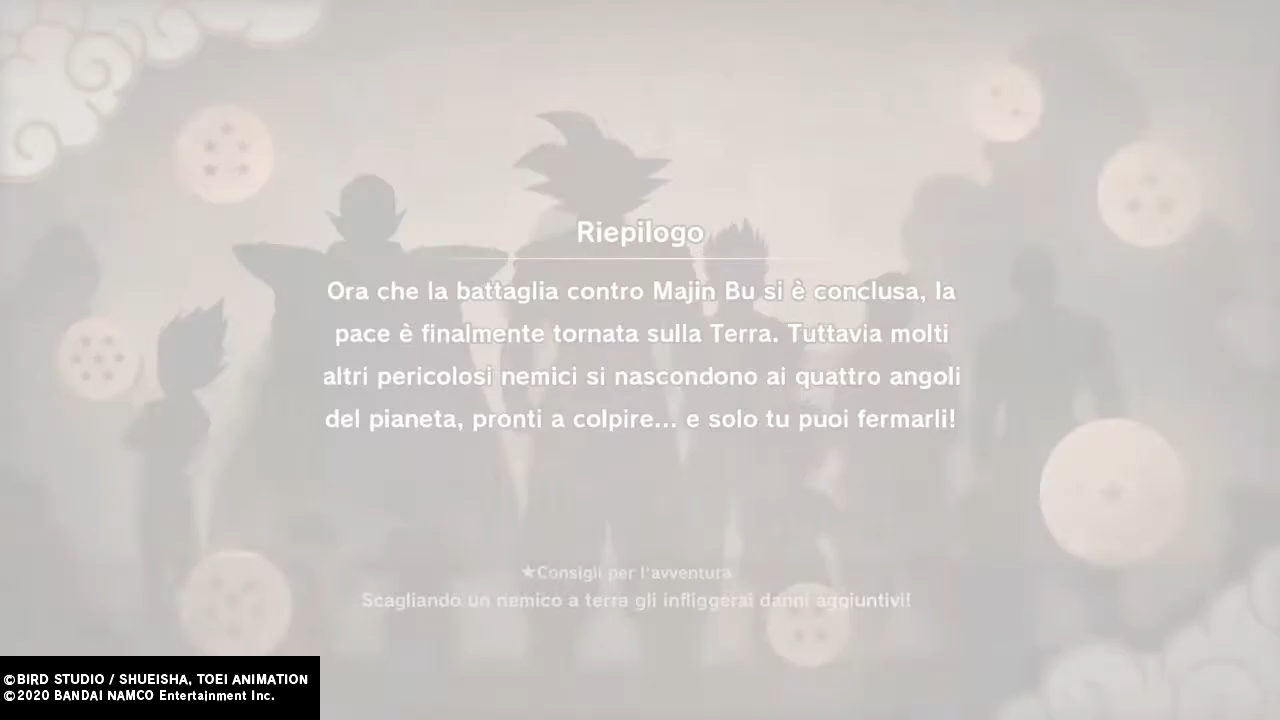 Riepilogo
Ora che la battaglia contro Majin Bu si è conclusa, la
pace è finalmente tornata sulla Terra. Tuttavia molti
altri pericolosi nemici si nascondono ai quattro angoli
del pianeta, pronti a colpire... e solo tu puoi fermarli!
★Consigli per l'avventura
Scagliando un nemico a terra gli infliggerai danni aggiuntivi!
©BIRD STUDIO / SHUEISHA, TOEI ANIMATION
©2020 BANDAI NAMCO Entertainment Inc.